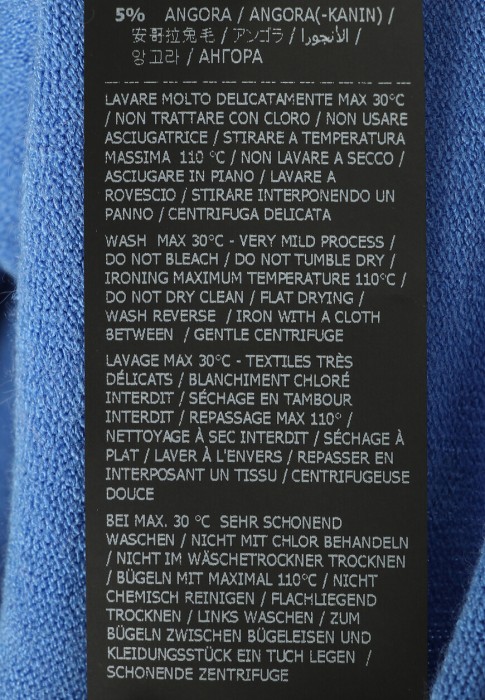 5% ANGORA / ANGORA(-KANIN) /
安哥拉兔毛 / アンゴラ / الأنجورا /
앙고라 / АНГОРА
LAVARE MOLTO DELICATAMENTE MAX 30°C
/ NON TRATTARE CON CLORO / NON USARE
ASCIUGATRICE / STIRARE A TEMPERATURA
MASSIMA 110 °C / NON LAVARE A SECCO /
ASCIUGARE IN PIANO / LAVARE A
ROVESCIO / STIRARE INTERPONENDO UN
PANNO / CENTRIFUGA DELICATA
WASH MAX 30°C - VERY MILD PROCESS /
DO NOT BLEACH / DO NOT TUMBLE DRY /
IRONING MAXIMUM TEMPERATURE 110°C /
DO NOT DRY CLEAN / FLAT DRYING /
WASH REVERSE / IRON WITH A CLOTH
BETWEEN / GENTLE CENTRIFUGE
LAVAGE MAX 30°C - TEXTILES TRÈS
DÉLICATS / BLANCHIMENT CHLORÉ
INTERDIT / SÉCHAGE EN TAMBOUR
INTERDIT / REPASSAGE MAX 110° /
NETTOYAGE À SEC INTERDIT / SÉCHAGE À
PLAT / LAVER À L'ENVERS / REPASSER EN
INTERPOSANT UN TISSU / CENTRIFUGEUSE
DOUCE
BEI MAX. 30 °C SEHR SCHONEND
WASCHEN / NICHT MIT CHLOR BEHANDELN
/ NICHT IM WÄSCHETROCKNER TROCKNEN
/ BÜGELN MIT MAXIMAL 110°C / NICHT
CHEMISCH REINIGEN / FLACHLIEGEND
TROCKNEN / LINKS WASCHEN / ZUM
BÜGELN ZWISCHEN BÜGELEISEN UND
KLEIDUNGSSTÜCK EIN TUCH LEGEN /
SCHONENDE ZENTRIFUGE